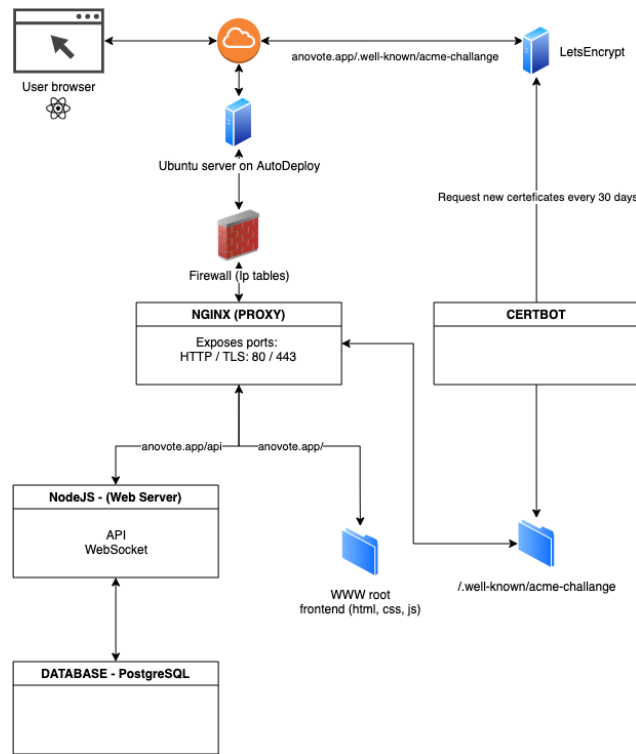 anovote.app/.well-known/acme-challange
LetsEncrypt
User browser
Ubuntu server on AutoDeploy
Request new certeficates every 30 days
Firewall (Ip tables)
NGINX (PROXY)
Exposes ports:
HTTP / TLS: 80 / 443
CERTBOT
anovote.app/api
anovote.app/
NodeJS - (Web Server)
API
WebSocket
WWW root
frontend (html, css, js)
/.well-known/acme-challange
DATABASE - PostgreSQL